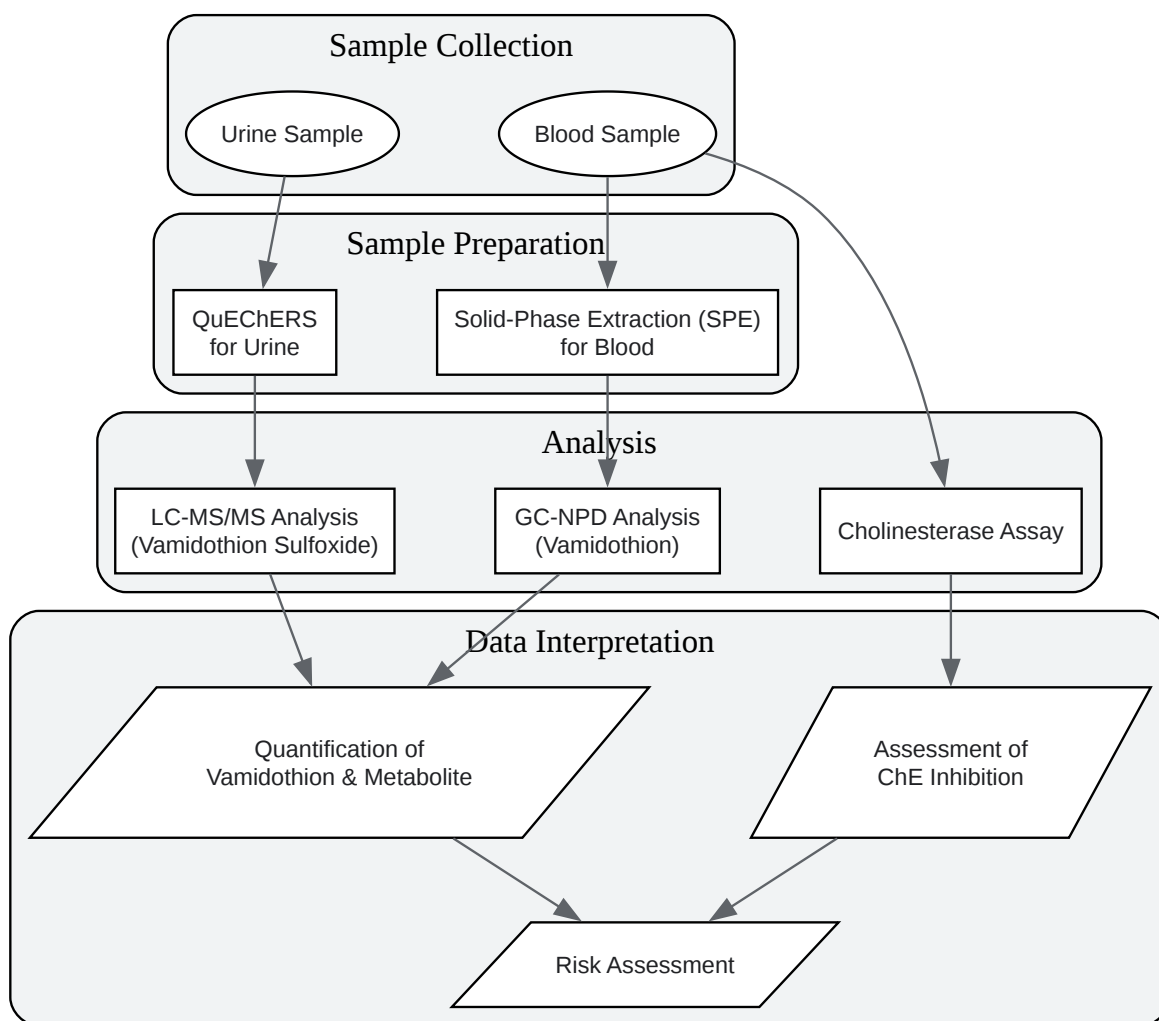 Sample Collection
Urine Sample
Blood Sample
Sample Preparation
QuEChERS
for Urine
Solid-Phase Extraction (SPE)
for Blood
Analysis
LC-MS/MS Analysis
(Vamidothion Sulfoxide)
GC-NPD Analysis
(Vamidothion)
Cholinesterase Assay
Data Interpretation
Quantification of
Vamidothion & Metabolite
Assessment of
ChE Inhibition
Risk Assessment